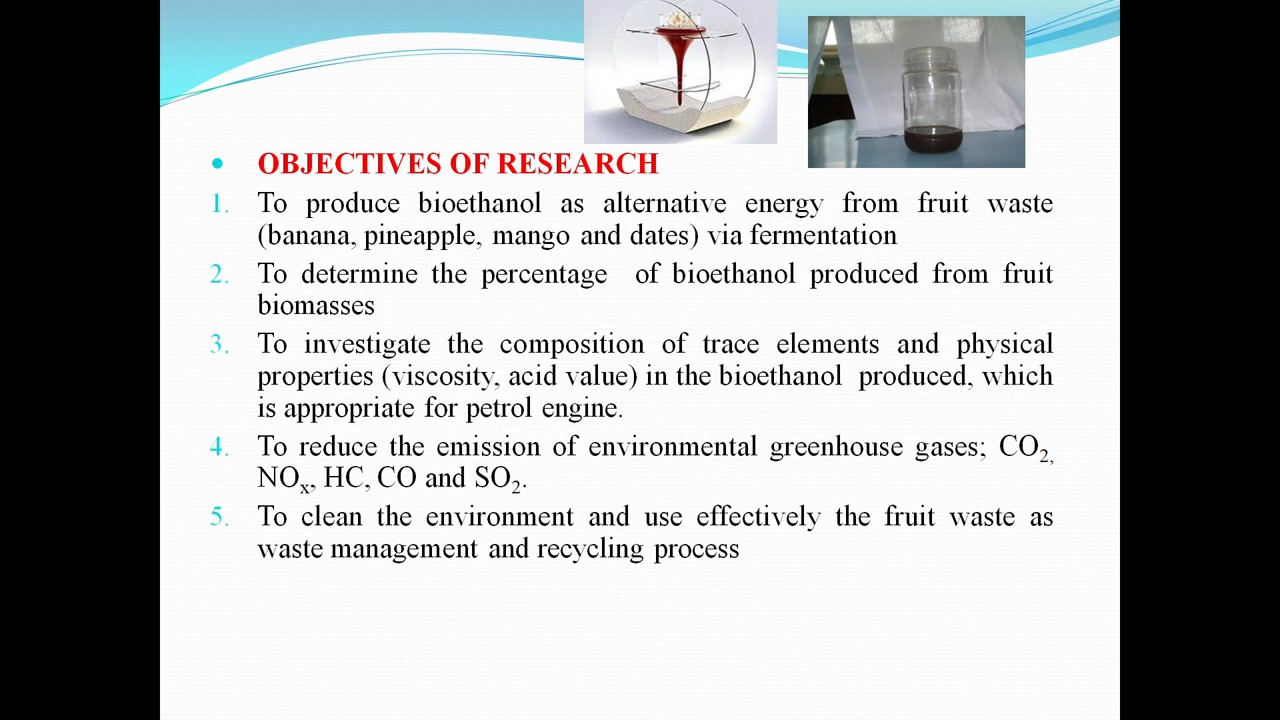 • OBJECTIVES OF RESEARCH
1. To produce bioethanol as alternative energy from fruit waste
(banana, pineapple, mango and dates) via fermentation
2. To determine the percentage of bioethanol produced from fruit
biomasses
3. To investigate the composition of trace elements and physical
properties (viscosity, acid value) in the bioethanol produced, which
is appropriate for petrol engine.
4. To reduce the emission of environmental greenhouse gases; CO₂,
NOₓ, HC, CO and SO₂.
5. To clean the environment and use effectively the fruit waste as
waste management and recycling process